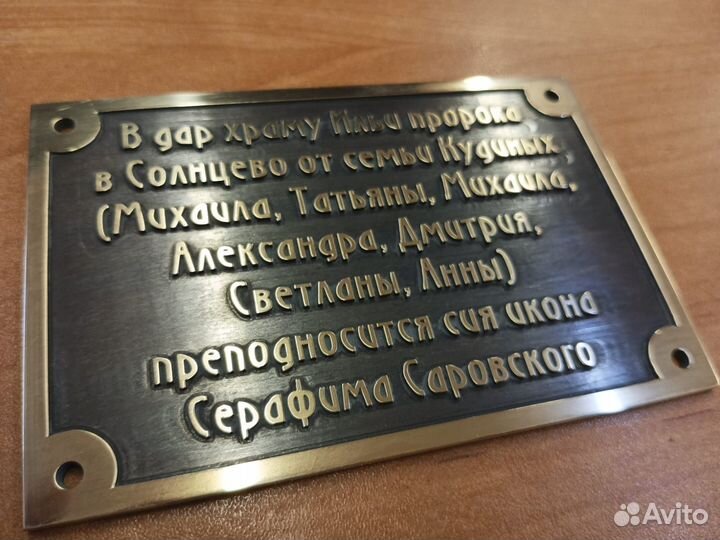 В дар храму Ильи пророка
в Солнцево от семьи Кудиных
(Михаила, Татьяны, Михаила,
Александра, Дмитрия,
Светланы, Анны)
преподносится сия икона
Серафима Саровского
Avito